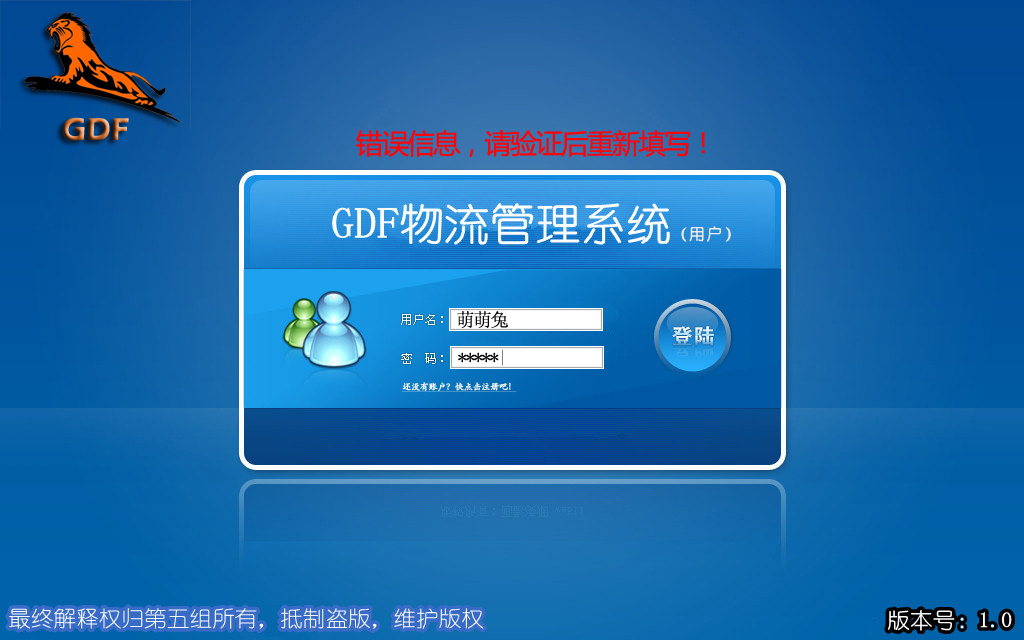 GDF
错误信息，请验证后重新填写！
GDF物流管理系统（用户）
用户名：萌萌兔
登陆
密 码：*****
还没有账户？快点击注册吧！
最终解释权归第五组所有，抵制盗版，维护版权
版本号：1.0